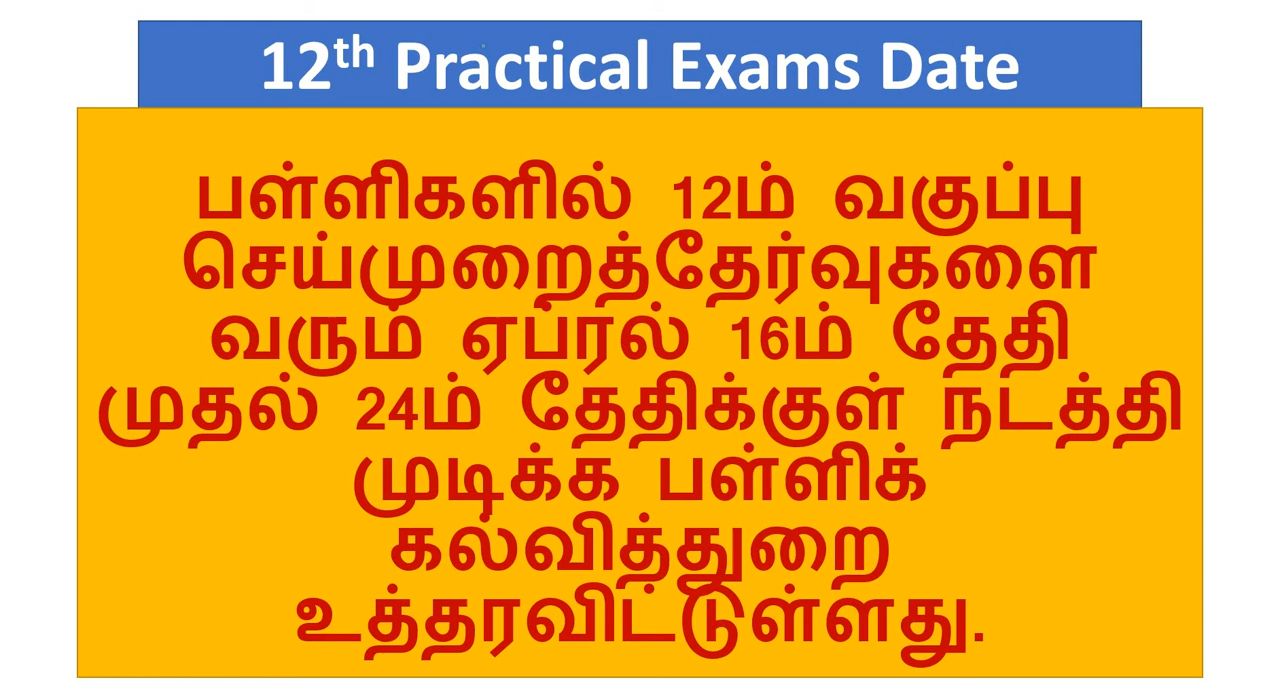 12th Practical Exams Date
பள்ளிகளில் 12ம் வகுப்பு
செய்முறைத்தேர்வுகளை
வரும் ஏப்ரல் 16ம் தேதி
முதல் 24ம் தேதிக்குள் நடத்தி
முடிக்க பள்ளிக்
கல்வித்துறை
உத்தரவிட்டுள்ளது.